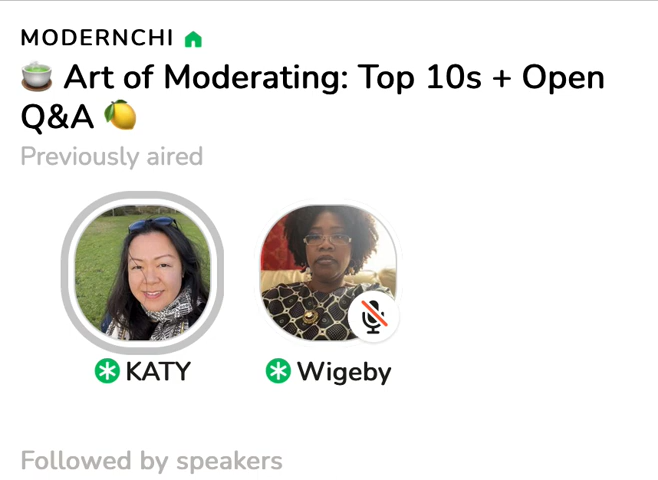 MODERNCHI
🍵 Art of Moderating: Top 10s + Open
Q&A 🍋
Previously aired
KATY
Wigeby
Followed by speakers